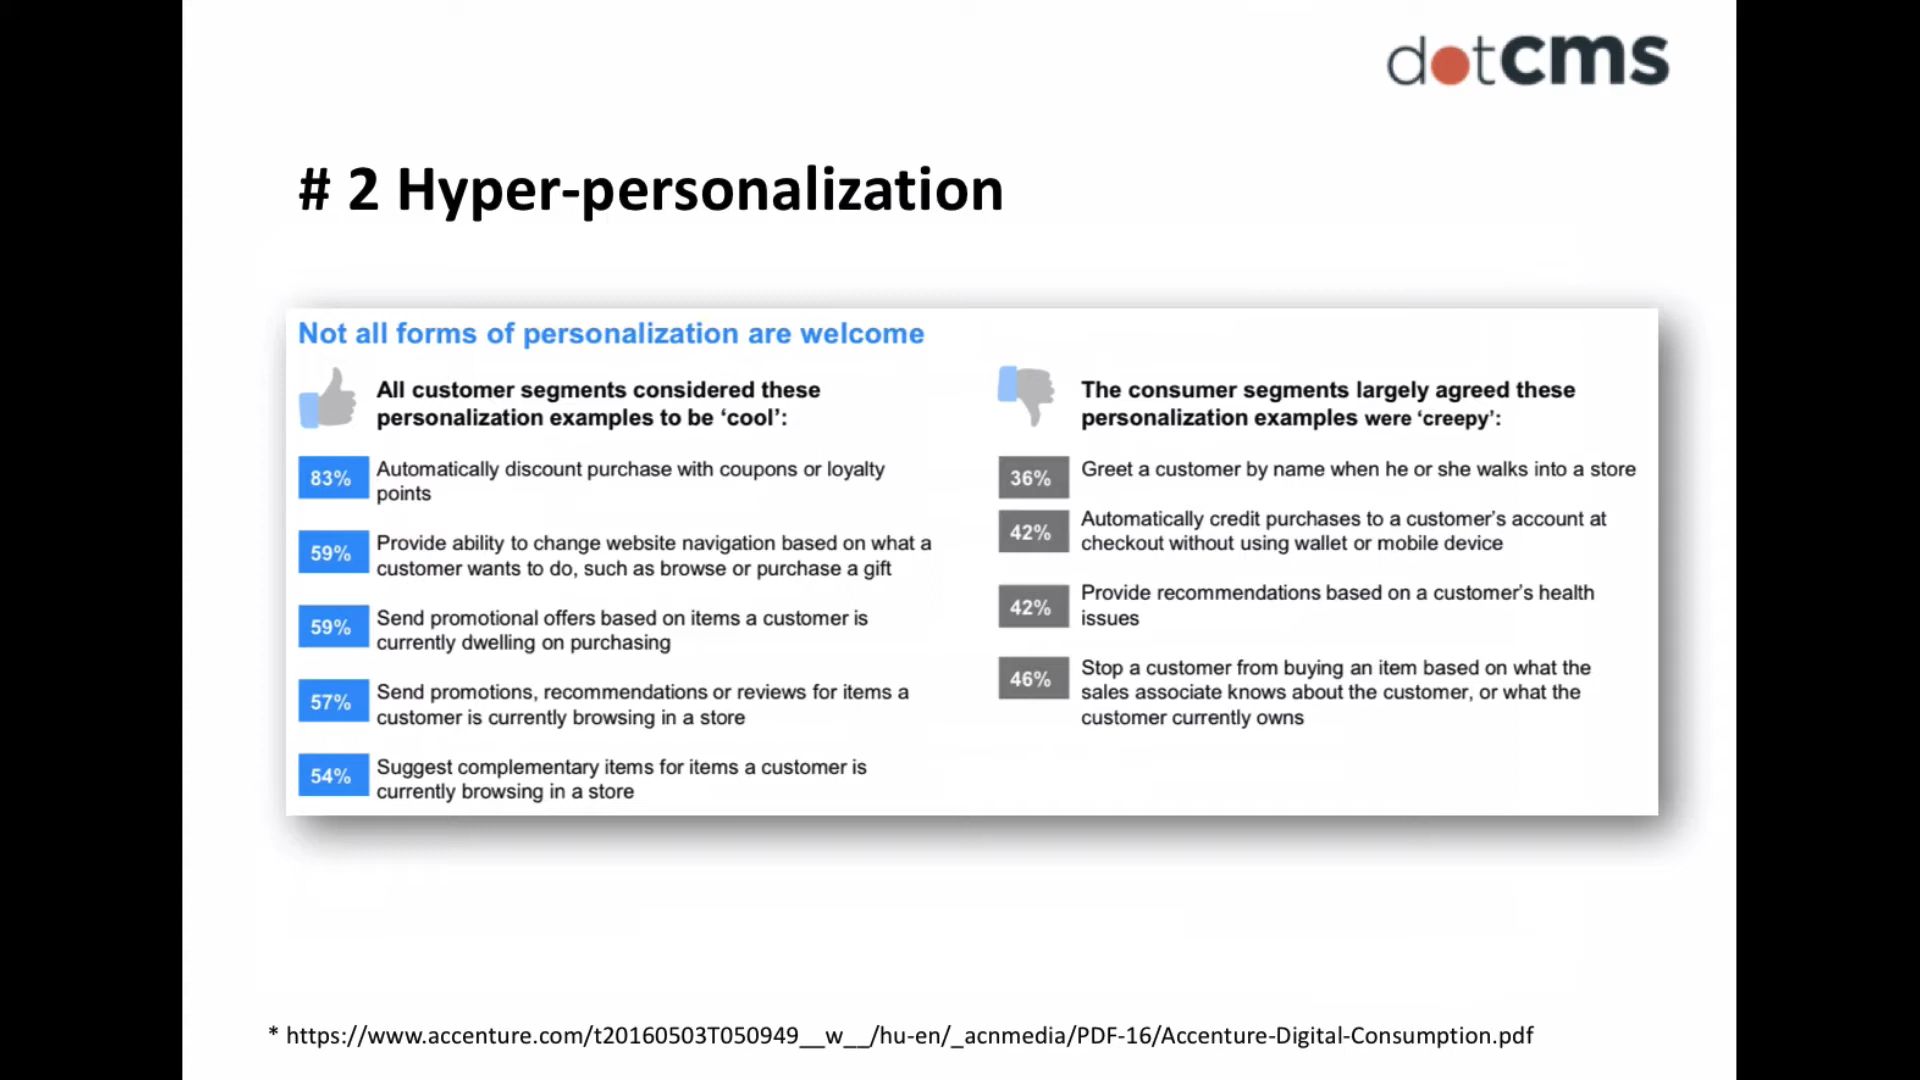 dotcms
# 2 Hyper-personalization
Not all forms of personalization are welcome
All customer segments considered these
personalization examples to be ‘cool’:
83%
Automatically discount purchase with coupons or loyalty
points
59%
Provide ability to change website navigation based on what a
customer wants to do, such as browse or purchase a gift
59%
Send promotional offers based on items a customer is
currently dwelling on purchasing
57%
Send promotions, recommendations or reviews for items a
customer is currently browsing in a store
54%
Suggest complementary items for items a customer is
currently browsing in a store
The consumer segments largely agreed these
personalization examples were ‘creepy’:
36%
Greet a customer by name when he or she walks into a store
42%
Automatically credit purchases to a customer’s account at
checkout without using wallet or mobile device
42%
Provide recommendations based on a customer’s health
issues
46%
Stop a customer from buying an item based on what the
sales associate knows about the customer, or what the
customer currently owns
* https://www.accenture.com/t20160503T050949__w__/hu-en/_acnmedia/PDF-16/Accenture-Digital-Consumption.pdf